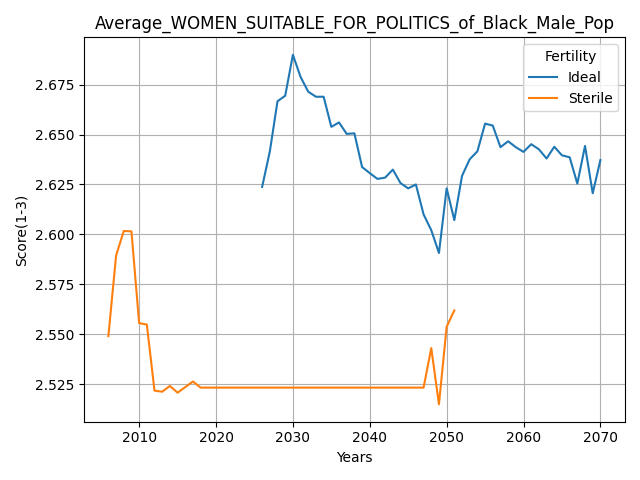 Average_WOMEN_SUITABLE_FOR_POLITICS_of_Black_Male_Pop
Fertility
Ideal
Sterile
2.675
2.650
2.625
2.600
2.575
2.550
2.525
Score(1-3)
2010 2020 2030 2040 2050 2060 2070
Years